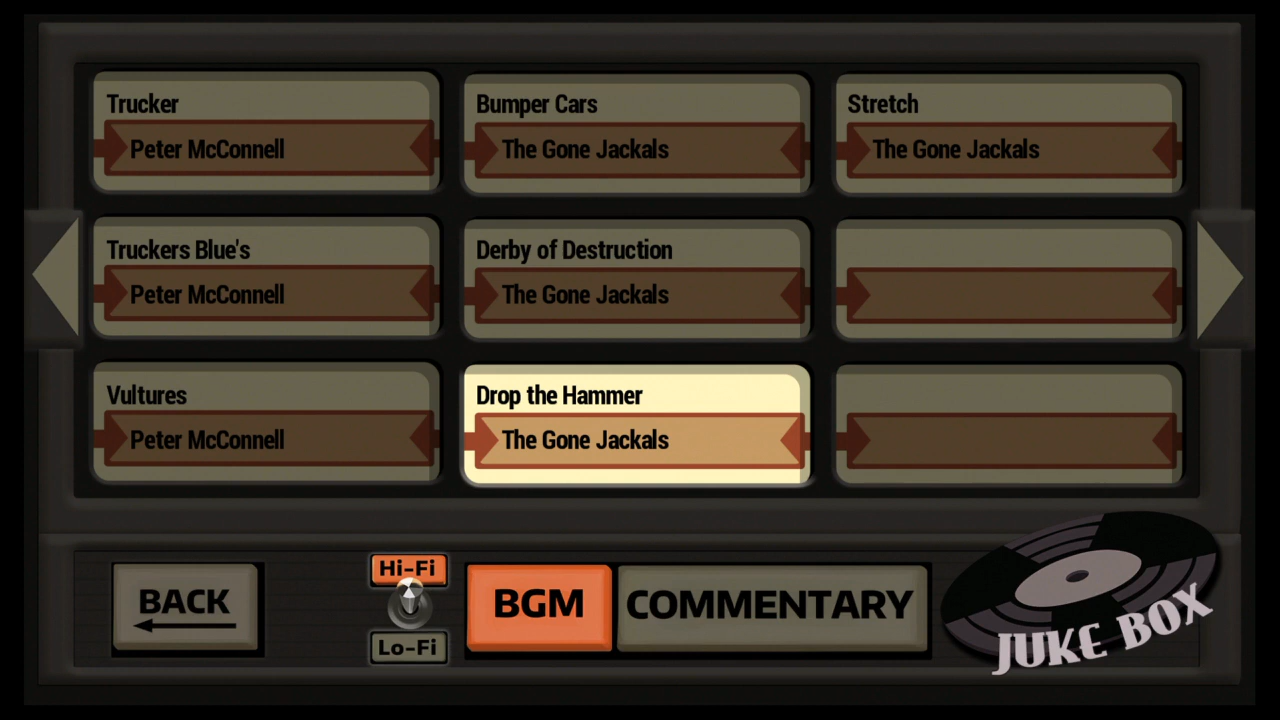 Trucker
Peter McConnell
Bumper Cars
The Gone Jackals
Stretch
The Gone Jackals
Truckers Blue's
Peter McConnell
Derby of Destruction
The Gone Jackals
Vultures
Peter McConnell
Drop the Hammer
The Gone Jackals
BACK
Hi-Fi
Lo-Fi
BGM
COMMENTARY
JUKE BOX